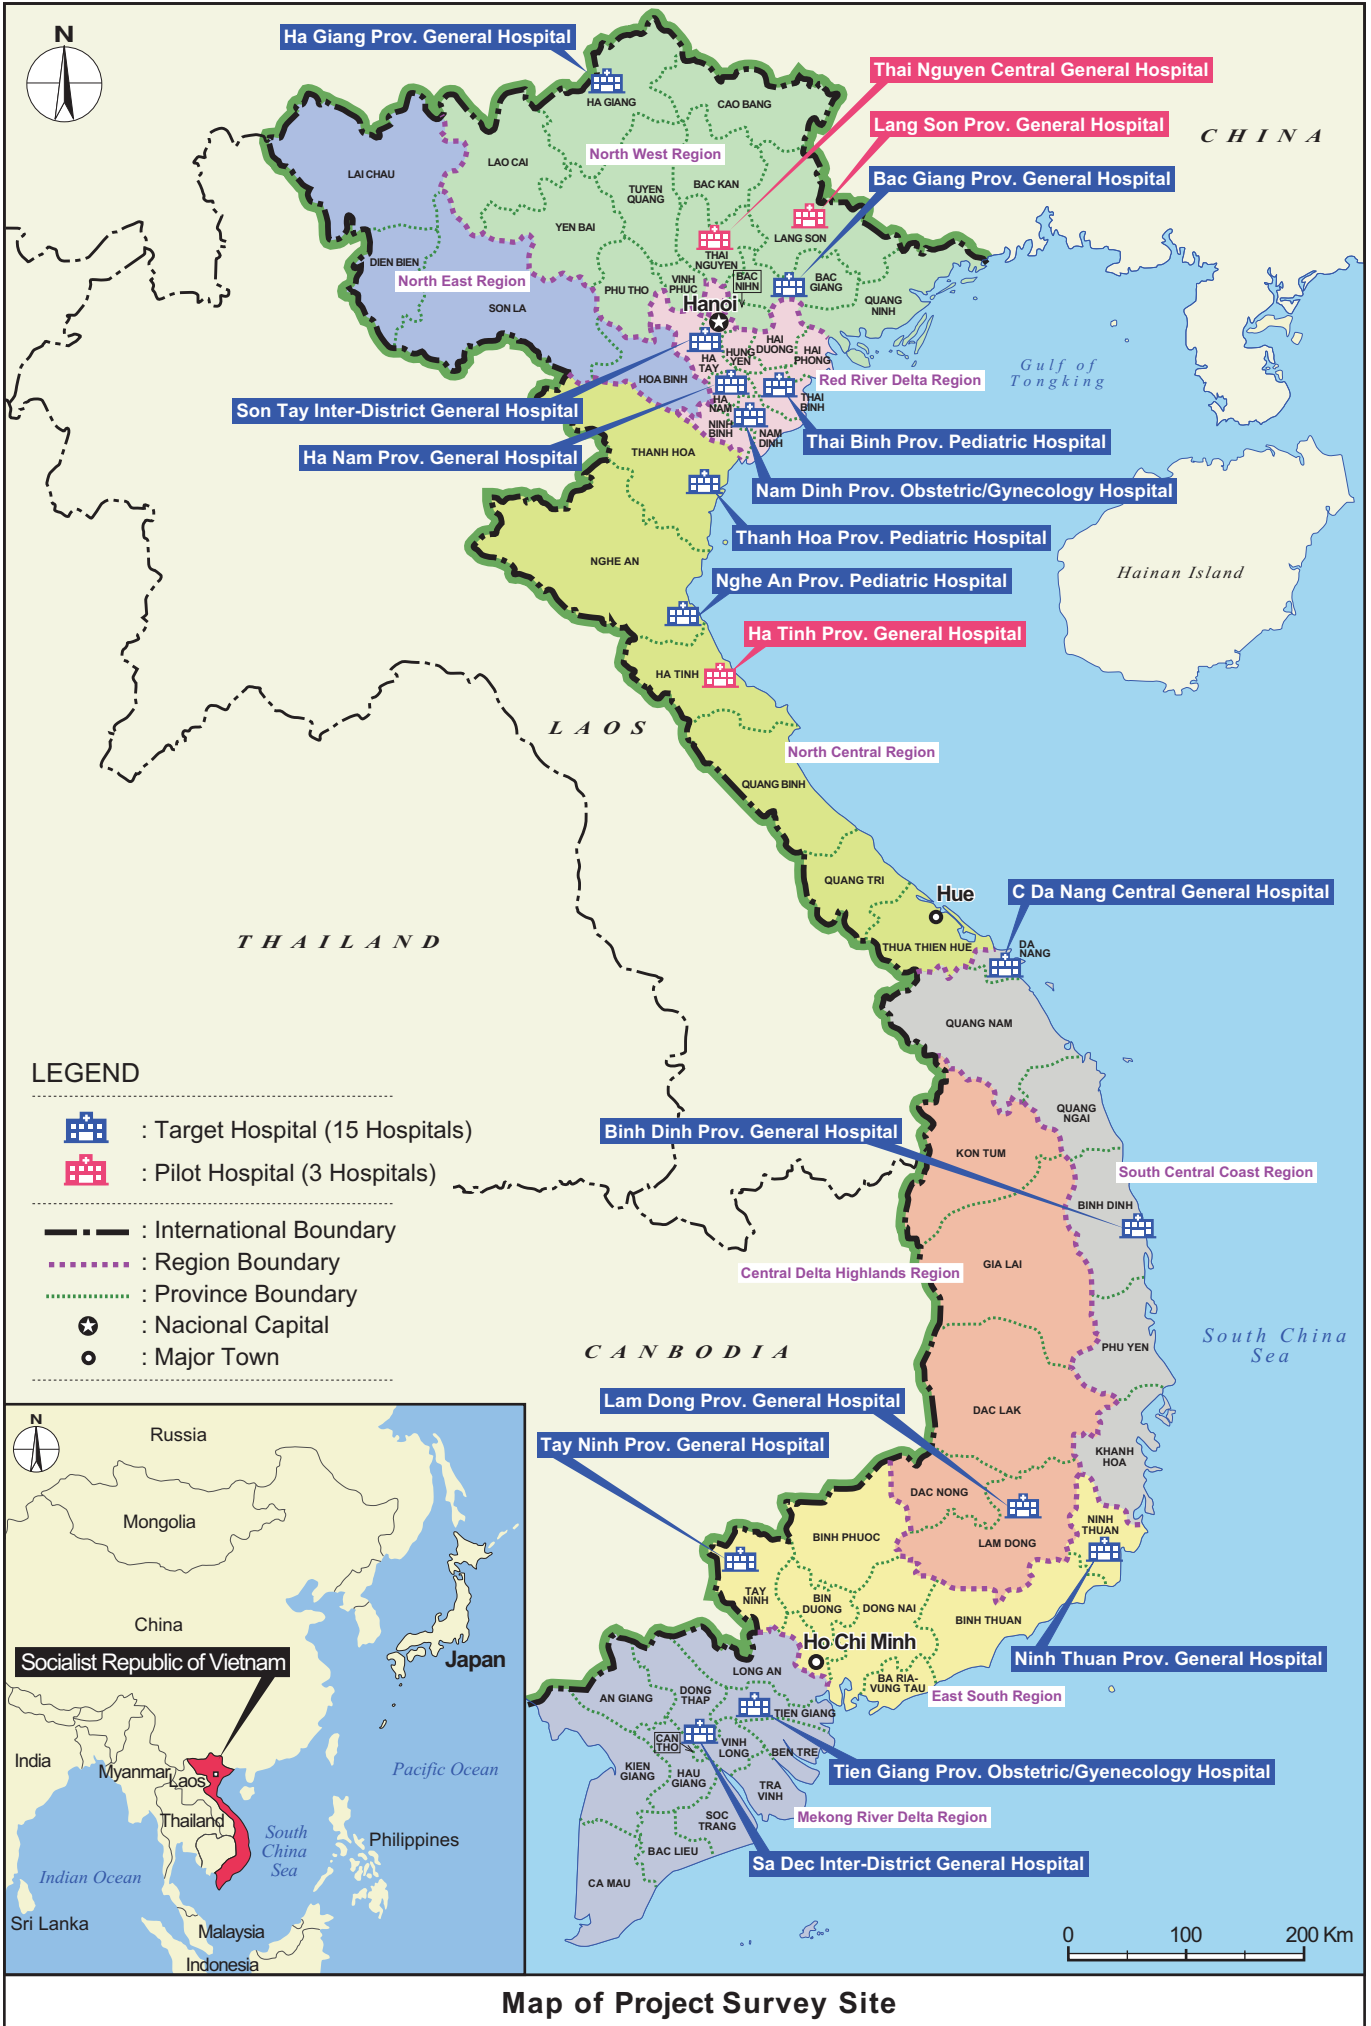 N
Ha Giang Prov. General Hospital
Thai Nguyen Central General Hospital
Lang Son Prov. General Hospital
Bac Giang Prov. General Hospital
CHINA
HA GIANG
CAO BANG
LAO CAI
North West Region
LAI CHAU
TUYEN
QUANG
BAC KAN
YEN BAI
LANG SON
THAI
NGUYEN
DIEN BIEN
North East Region
SON LA
PHU THO
VINH
PHUC
BAC
NIHN
BAC
GIANG
QUANG
NINH
Hanoi
HA
TAY
HUNG
YEN
HAI
DUONG
HAI
PHONG
HOA BINH
Red River Delta Region
Gulf of
Tongking
HA
NAM
THAI
BINH
NINH
BINH
NAM
DINH
Son Tay Inter-District General Hospital
Ha Nam Prov. General Hospital
Thai Binh Prov. Pediatric Hospital
Nam Dinh Prov. Obstetric/Gynecology Hospital
THANH HOA
Thanh Hoa Prov. Pediatric Hospital
NGHE AN
Nghe An Prov. Pediatric Hospital
Hainan Island
Ha Tinh Prov. General Hospital
HA TINH
LAOS
North Central Region
QUANG BINH
QUANG TRI
Hue
C Da Nang Central General Hospital
THAILAND
THUA THIEN HUE
DA
NANG
QUANG NAM
LEGEND
: Target Hospital (15 Hospitals)
: Pilot Hospital (3 Hospitals)
: International Boundary
: Region Boundary
: Province Boundary
: Nacional Capital
: Major Town
QUANG
NGAI
Binh Dinh Prov. General Hospital
KON TUM
South Central Coast Region
BINH DINH
GIA LAI
Central Delta Highlands Region
South China
Sea
CANBODIA
PHU YEN
Lam Dong Prov. General Hospital
DAC LAK
Tay Ninh Prov. General Hospital
KHANH
HOA
DAC NONG
NINH
THUAN
BINH PHUOC
LAM DONG
TAY
NINH
BIN
DUONG
DONG NAI
BINH THUAN
Ho Chi Minh
Ninh Thuan Prov. General Hospital
LONG AN
BA RIA-
VUNG TAU
East South Region
AN GIANG
DONG
THAP
TIEN GIANG
CAN
THO
VINH
LONG
BEN TRE
Tien Giang Prov. Obstetric/Gyenecology Hospital
KIEN
GIANG
HAU
GIANG
TRA
VINH
SOC
TRANG
Mekong River Delta Region
BAC LIEU
Sa Dec Inter-District General Hospital
CA MAU
0
100
200 Km
N
Russia
Mongolia
China
Socialist Republic of Vietnam
Japan
India
Myanmar
Laos
Pacific Ocean
Thailand
South
China
Sea
Philippines
Indian Ocean
Sri Lanka
Malaysia
Indonesia
Map of Project Survey Site